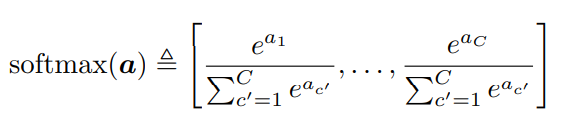 softmax(𝒂) ≜ [ e^{a_1} / ∑_{c'=1}^{C} e^{a_{c'}} , . . . , e^{a_C} / ∑_{c'=1}^{C} e^{a_{c'}} ]